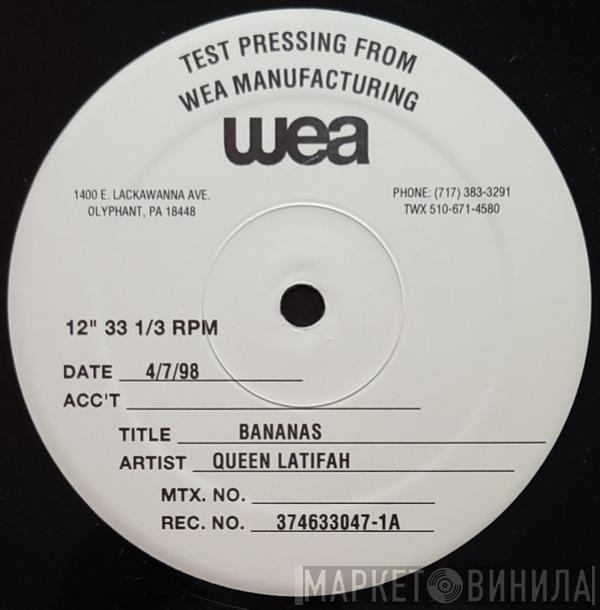 TEST PRESSING FROM
WEA MANUFACTURING
wea
1400 E. LACKAWANNA AVE.
OLYPHANT, PA 18448
PHONE: (717) 383-3291
TWX 510-671-4580
12" 33 1/3 RPM
DATE 4/7/98
ACC'T
TITLE BANANAS
ARTIST QUEEN LATIFAH
MTX. NO.
REC. NO. 374633047-1A
МАРКЕТ ВИНИЛА